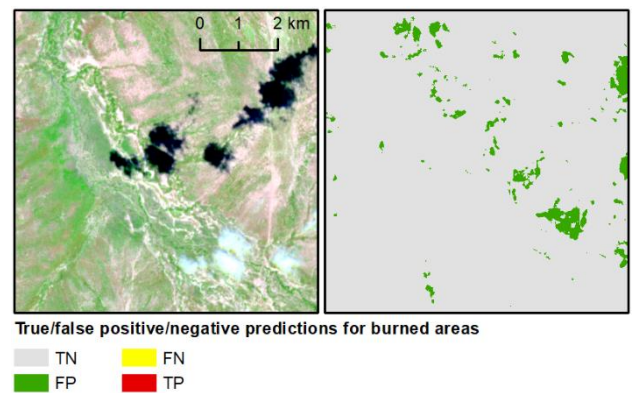 0 1 2 km
True/false positive/negative predictions for burned areas
TN FN
FP TP